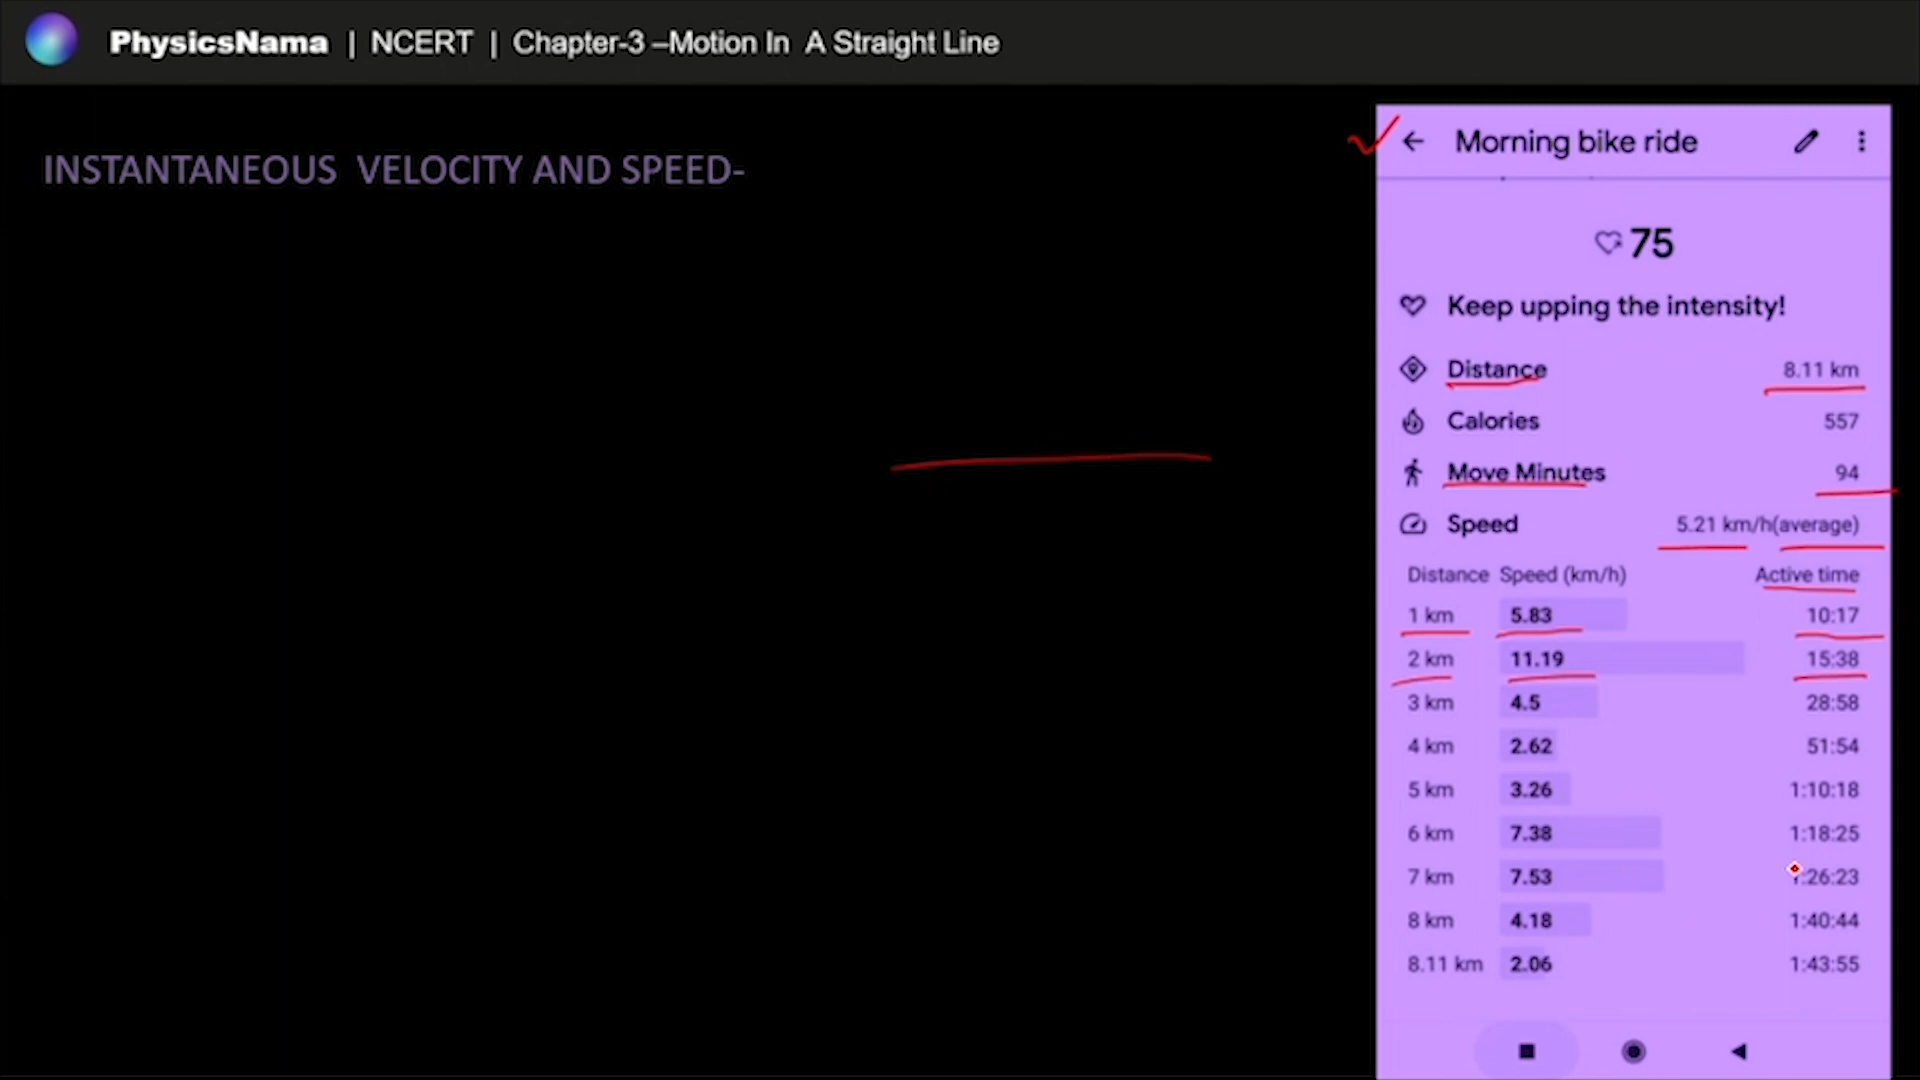 PhysicsNama | NCERT | Chapter-3 –Motion In A Straight Line
INSTANTANEOUS VELOCITY AND SPEED-
Morning bike ride
75
Keep upping the intensity!
Distance 8.11 km
Calories 557
Move Minutes 94
Speed 5.21 km/h(average)
Distance Speed (km/h) Active time
1 km 5.83 10:17
2 km 11.19 15:38
3 km 4.5 28:58
4 km 2.62 51:54
5 km 3.26 1:10:18
6 km 7.38 1:18:25
7 km 7.53 1:26:23
8 km 4.18 1:40:44
8.11 km 2.06 1:43:55